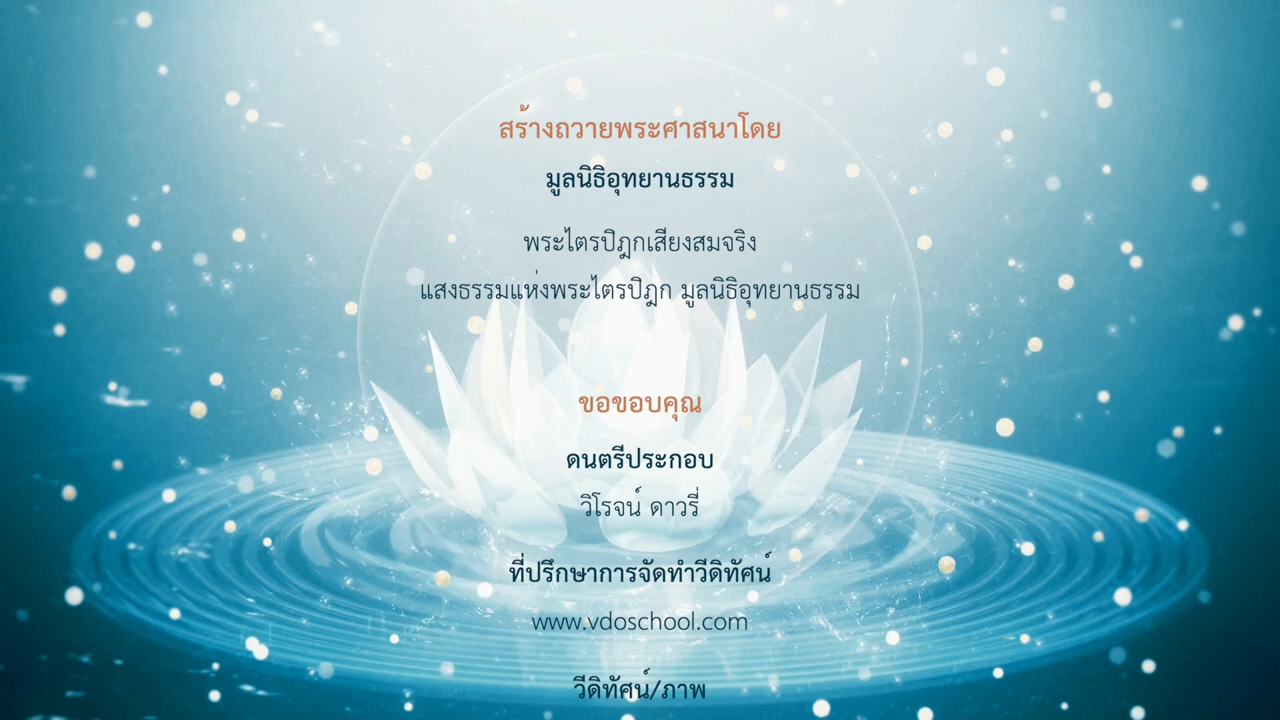 สร้างถวายพระศาสนาโดย
มูลนิธิอุทยานธรรม
พระไตรปิฎกเสียงสมจริง
แสงธรรมแห่งพระไตรปิฎก มูลนิธิอุทยานธรรม
ขอขอบคุณ
ดนตรีประกอบ
วิโรจน์ ดาวรี่
ที่ปรึกษาการจัดทำวีดิทัศน์
www.vdoschool.com
วีดิทัศน์/ภาพ